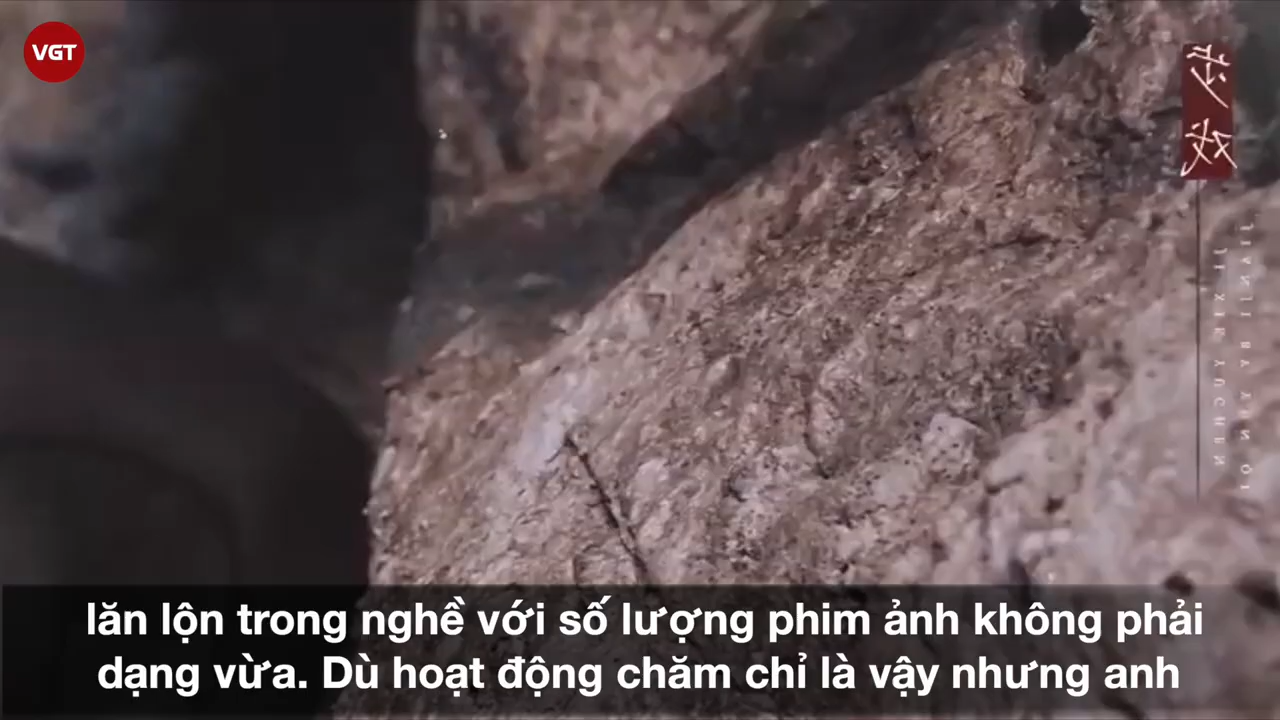 VGT
lăn lộn trong nghề với số lượng phim ảnh không phải
dạng vừa. Dù hoạt động chăm chỉ là vậy nhưng anh